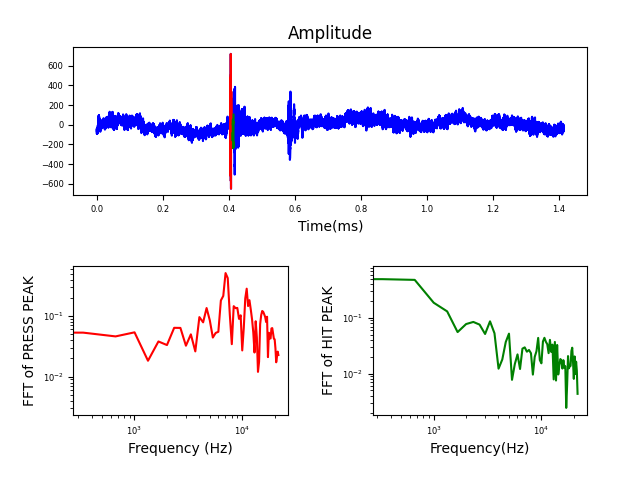 Amplitude
600
400
200
0
−200
−400
−600
0.0 0.2 0.4 0.6 0.8 1.0 1.2 1.4
Time(ms)
FFT of PRESS PEAK
10⁻¹
10⁻²
10³ 10⁴
Frequency (Hz)
FFT of HIT PEAK
10⁻¹
10⁻²
10³ 10⁴
Frequency(Hz)